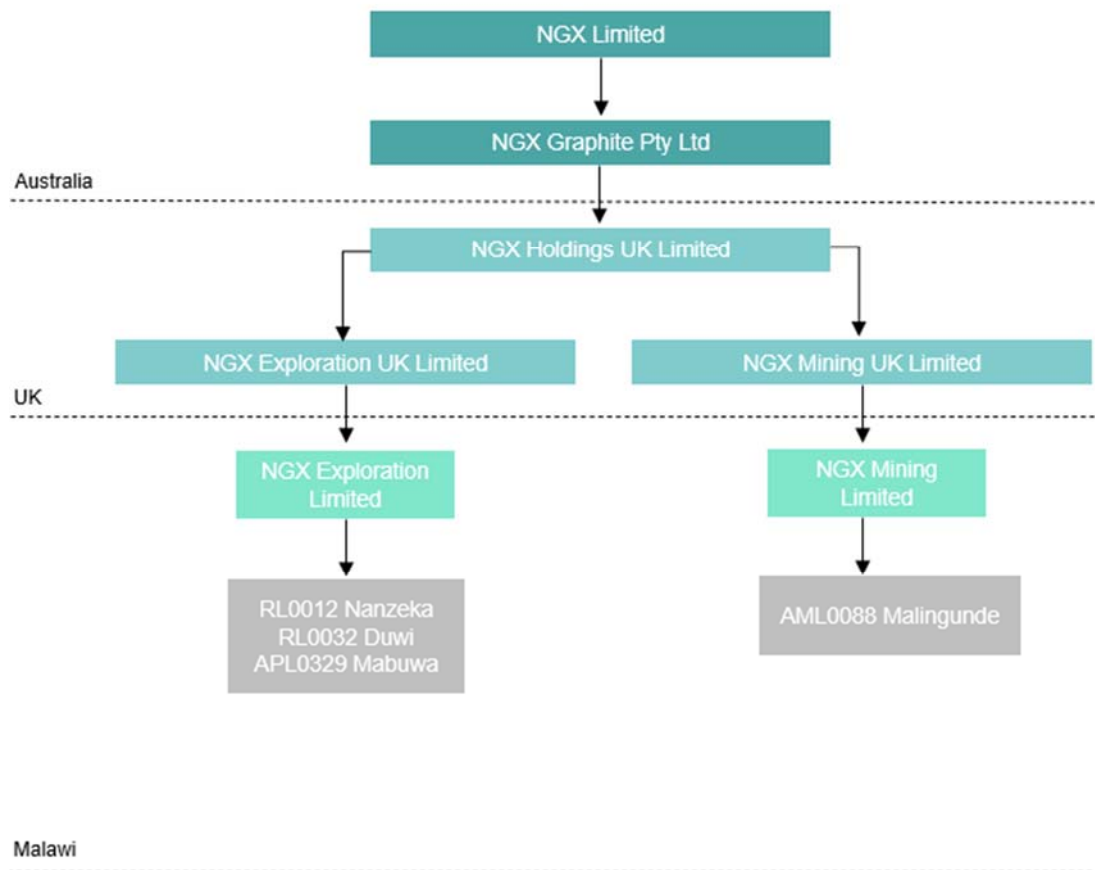 NGX Limited
NGX Graphite Pty Ltd
Australia
NGX Holdings UK Limited
NGX Exploration UK Limited
NGX Mining UK Limited
UK
NGX Exploration
Limited
NGX Mining
Limited
RL0012 Nanzeka
RL0032 Duwi
APL0329 Mabuwa
AML0088 Malingunde
Malawi